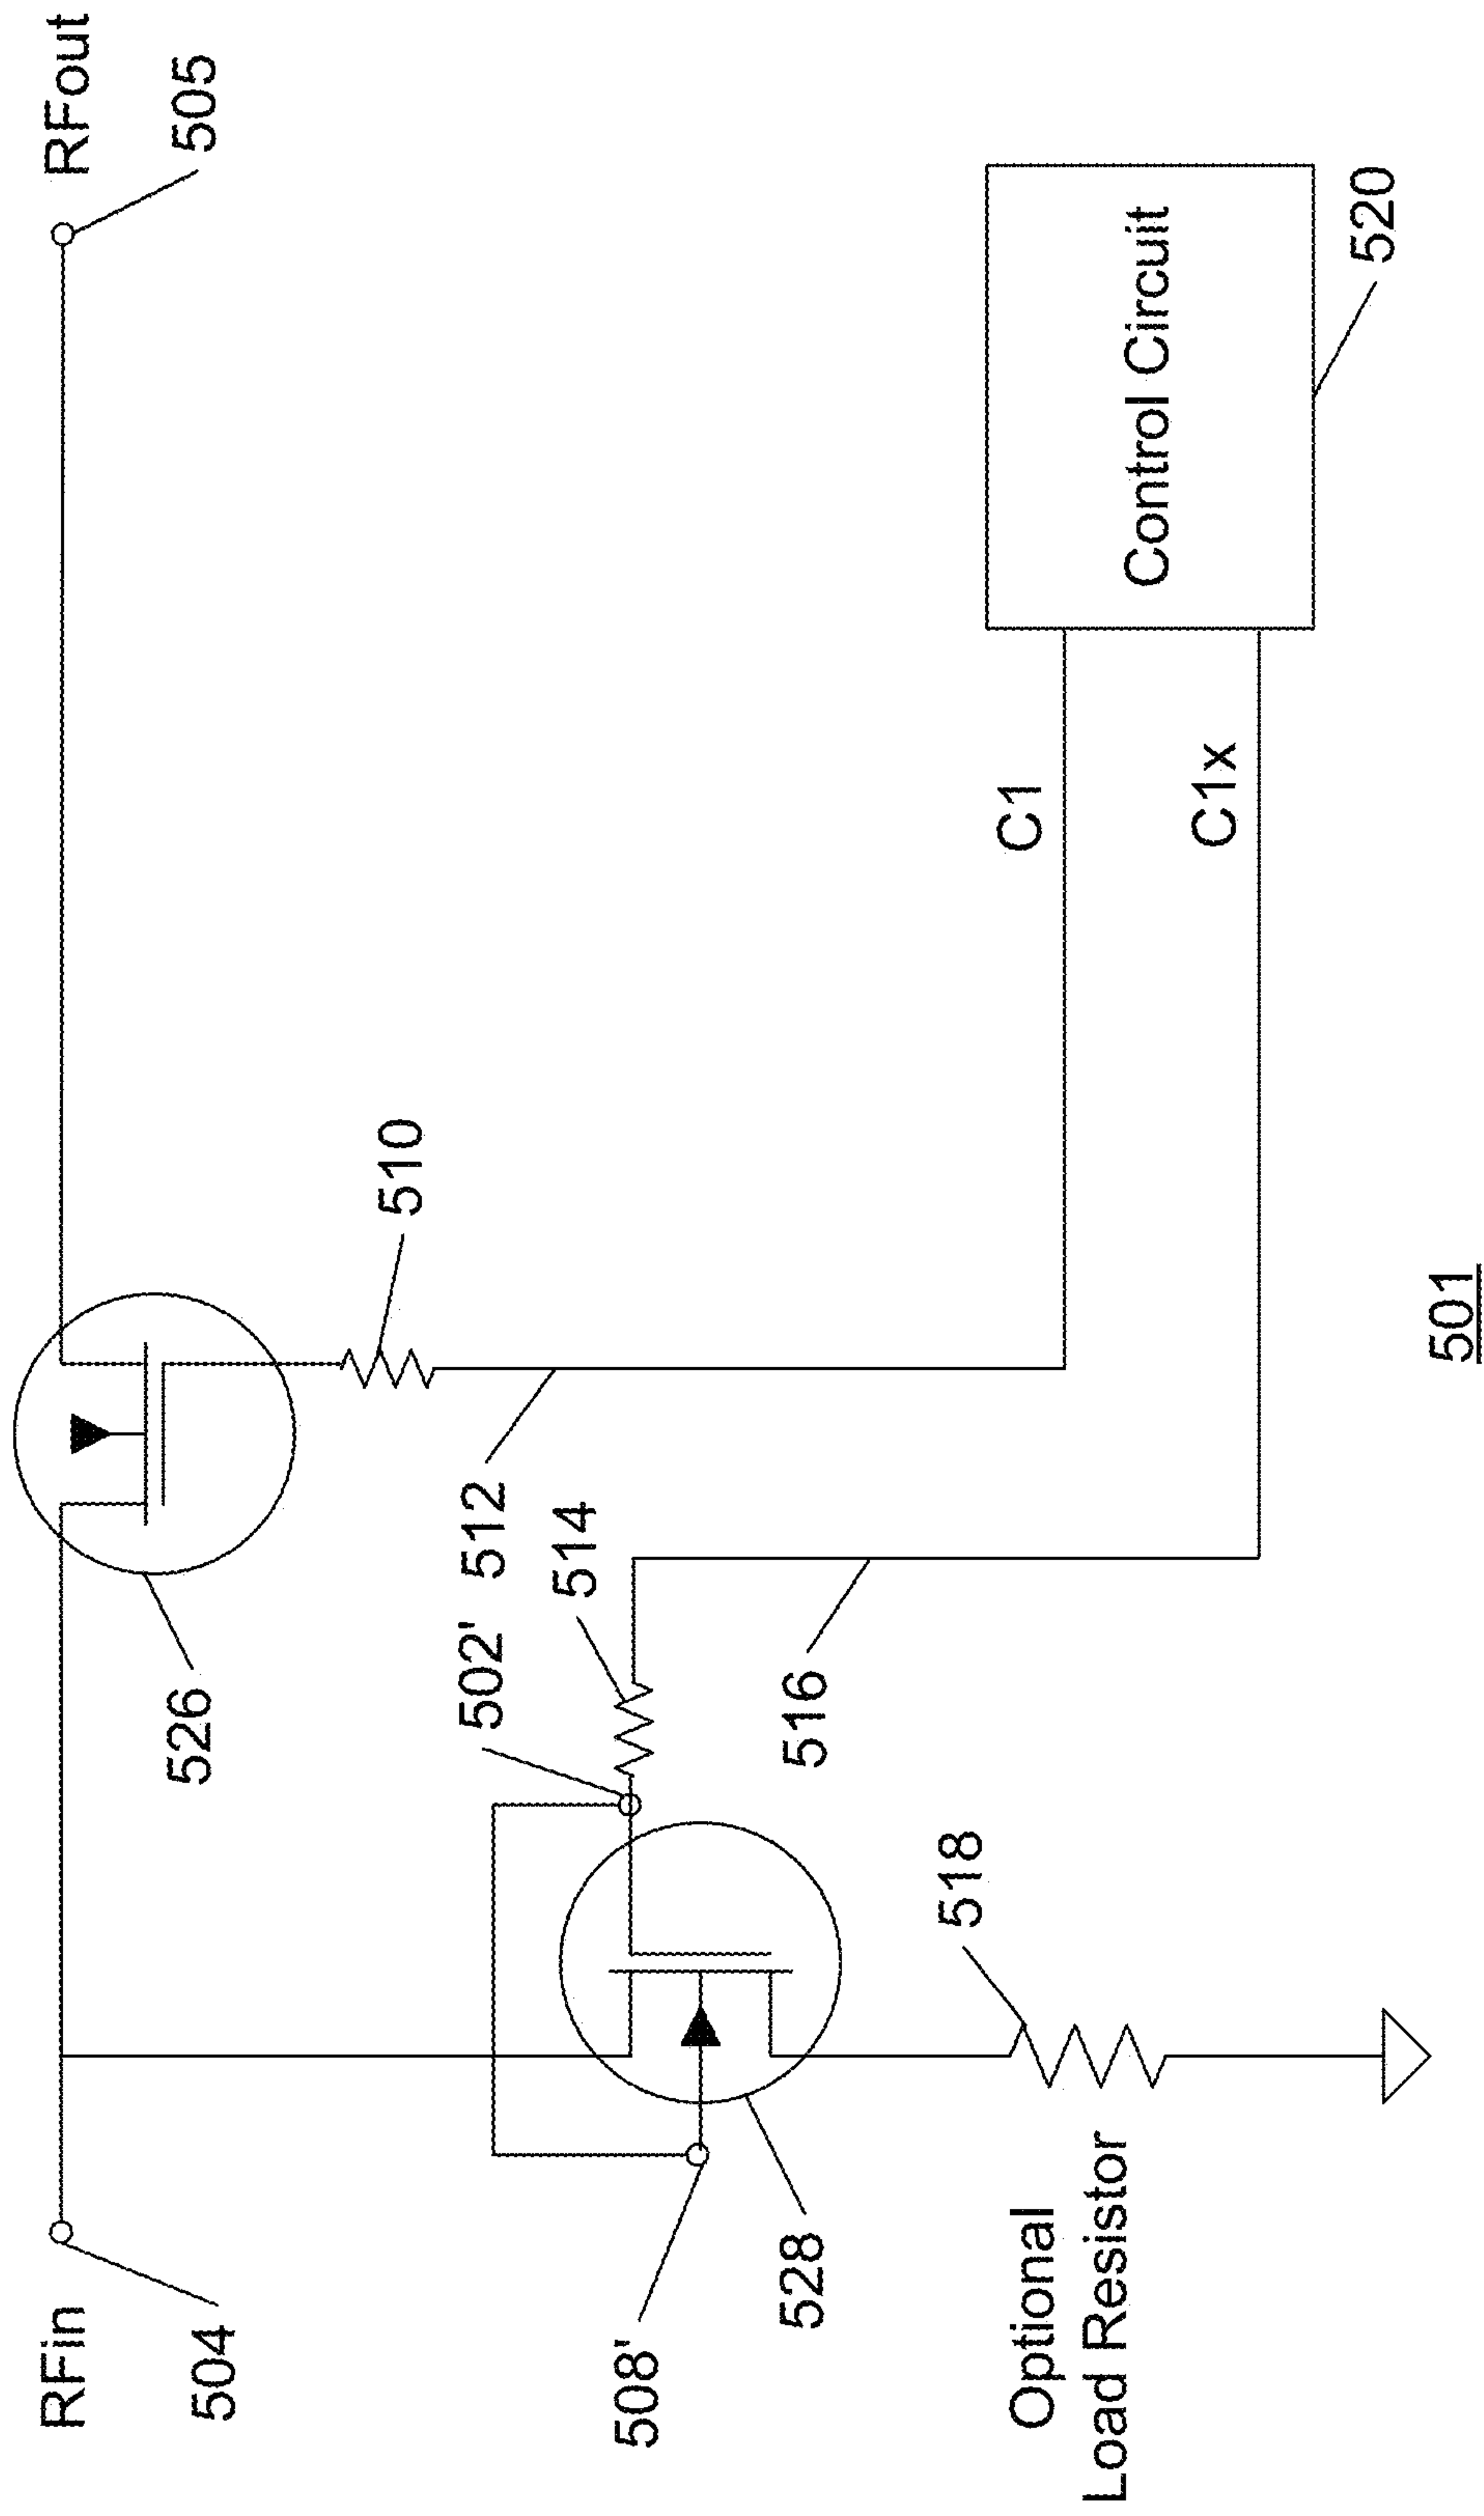 RFin
504
526
RFout
505
510
502'
512
514
508'
528
516
518
C1
C1x
Control Circuit
520
Optional
Load Resistor
501